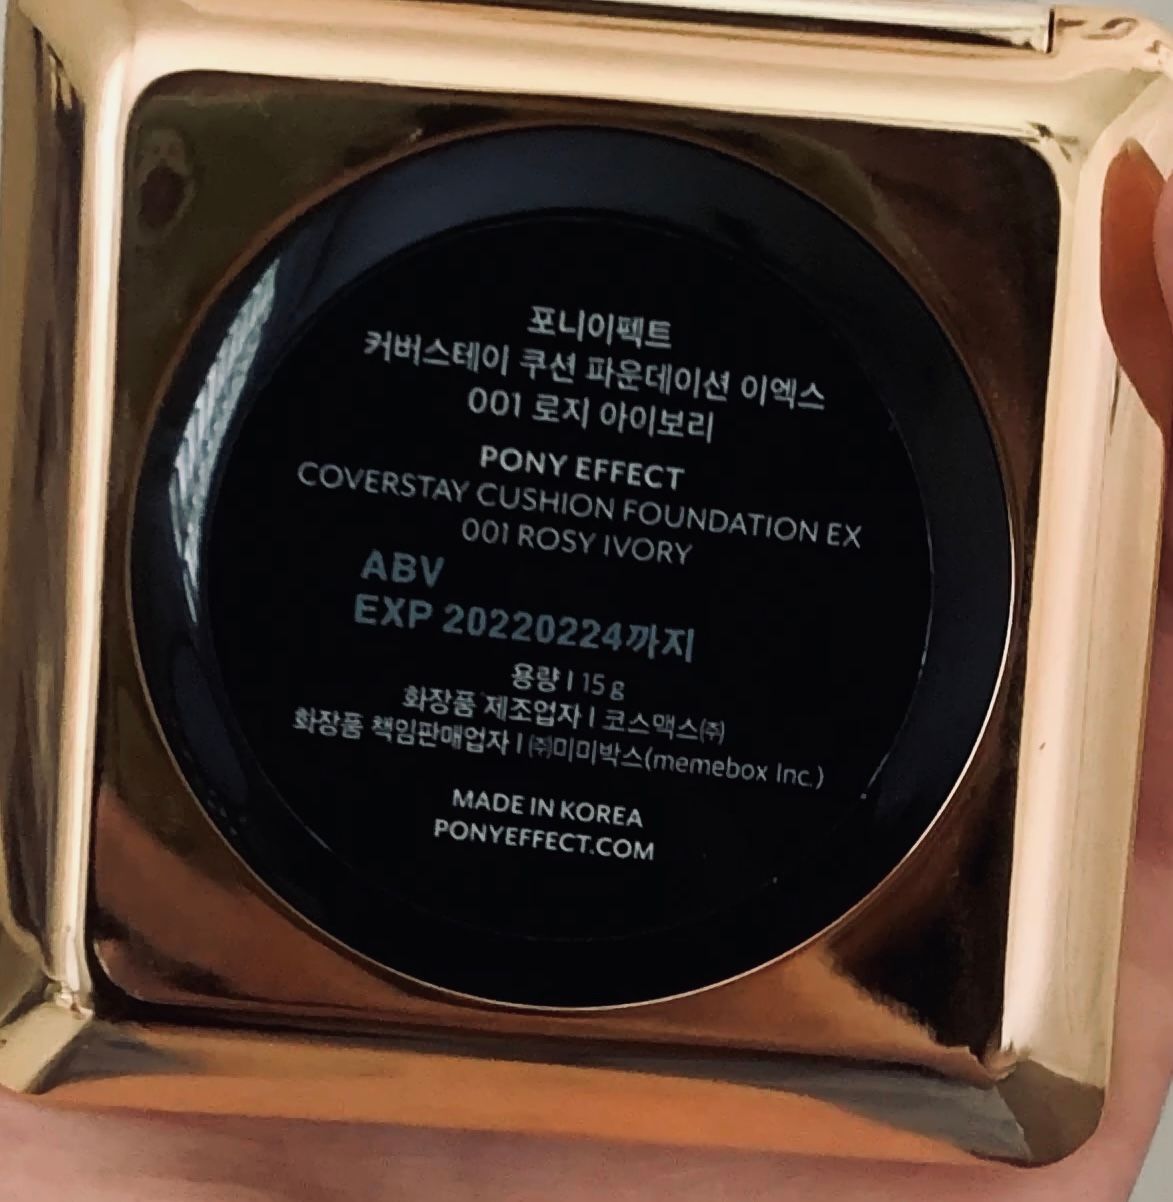 포니이펙트
커버스테이 쿠션 파운데이션 이엑스
001 로지 아이보리
PONY EFFECT
COVERSTAY CUSHION FOUNDATION EX
001 ROSY IVORY
ABV
EXP 20220224까지
용량 | 15 g
화장품 제조업자 | 코스맥스㈜
화장품 책임판매업자 | ㈜미미박스(memebox Inc.)
MADE IN KOREA
PONYEFFECT.COM